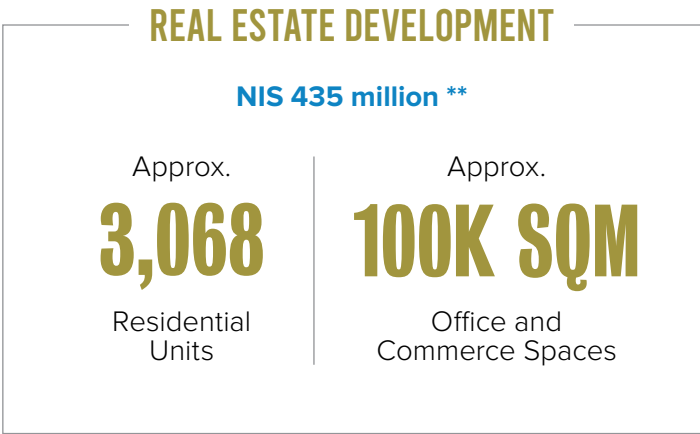 REAL ESTATE DEVELOPMENT
NIS 435 million **
Approx.
3,068
Residential
Units
Approx.
100K SQM
Office and
Commerce Spaces